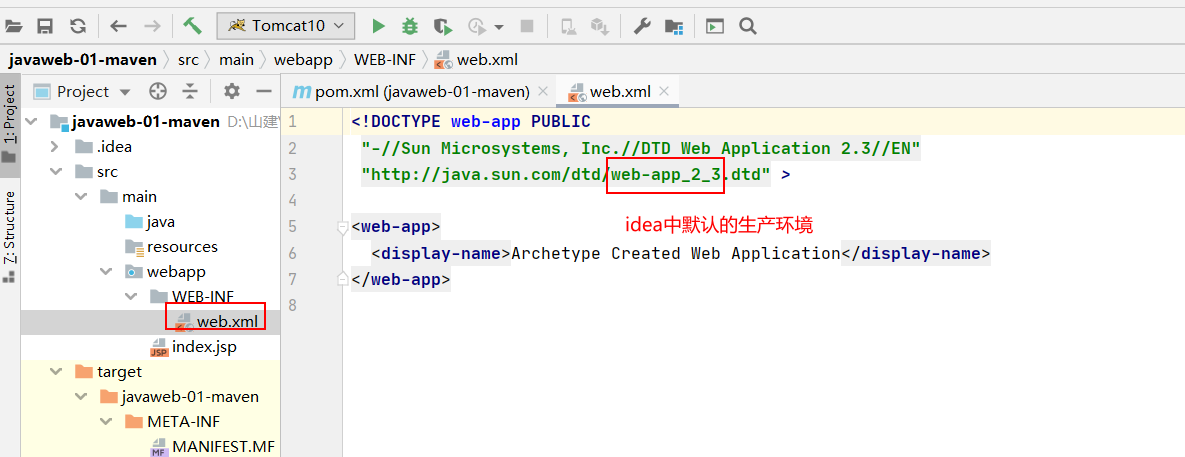 Tomcat10
javaweb-01-maven > src > main > webapp > WEB-INF > web.xml
1: Project
Z: Structure
Project
javaweb-01-maven D:\山建\
.idea
src
main
java
resources
webapp
WEB-INF
web.xml
index.jsp
target
javaweb-01-maven
META-INF
MANIFEST.MF
pom.xml (javaweb-01-maven)
web.xml
1 <!DOCTYPE web-app PUBLIC
2 "-//Sun Microsystems, Inc.//DTD Web Application 2.3//EN"
3 "http://java.sun.com/dtd/web-app_2_3.dtd" >
4
5 <web-app>
idea中默认的生产环境
6 <display-name>Archetype Created Web Application</display-name>
7 </web-app>
8